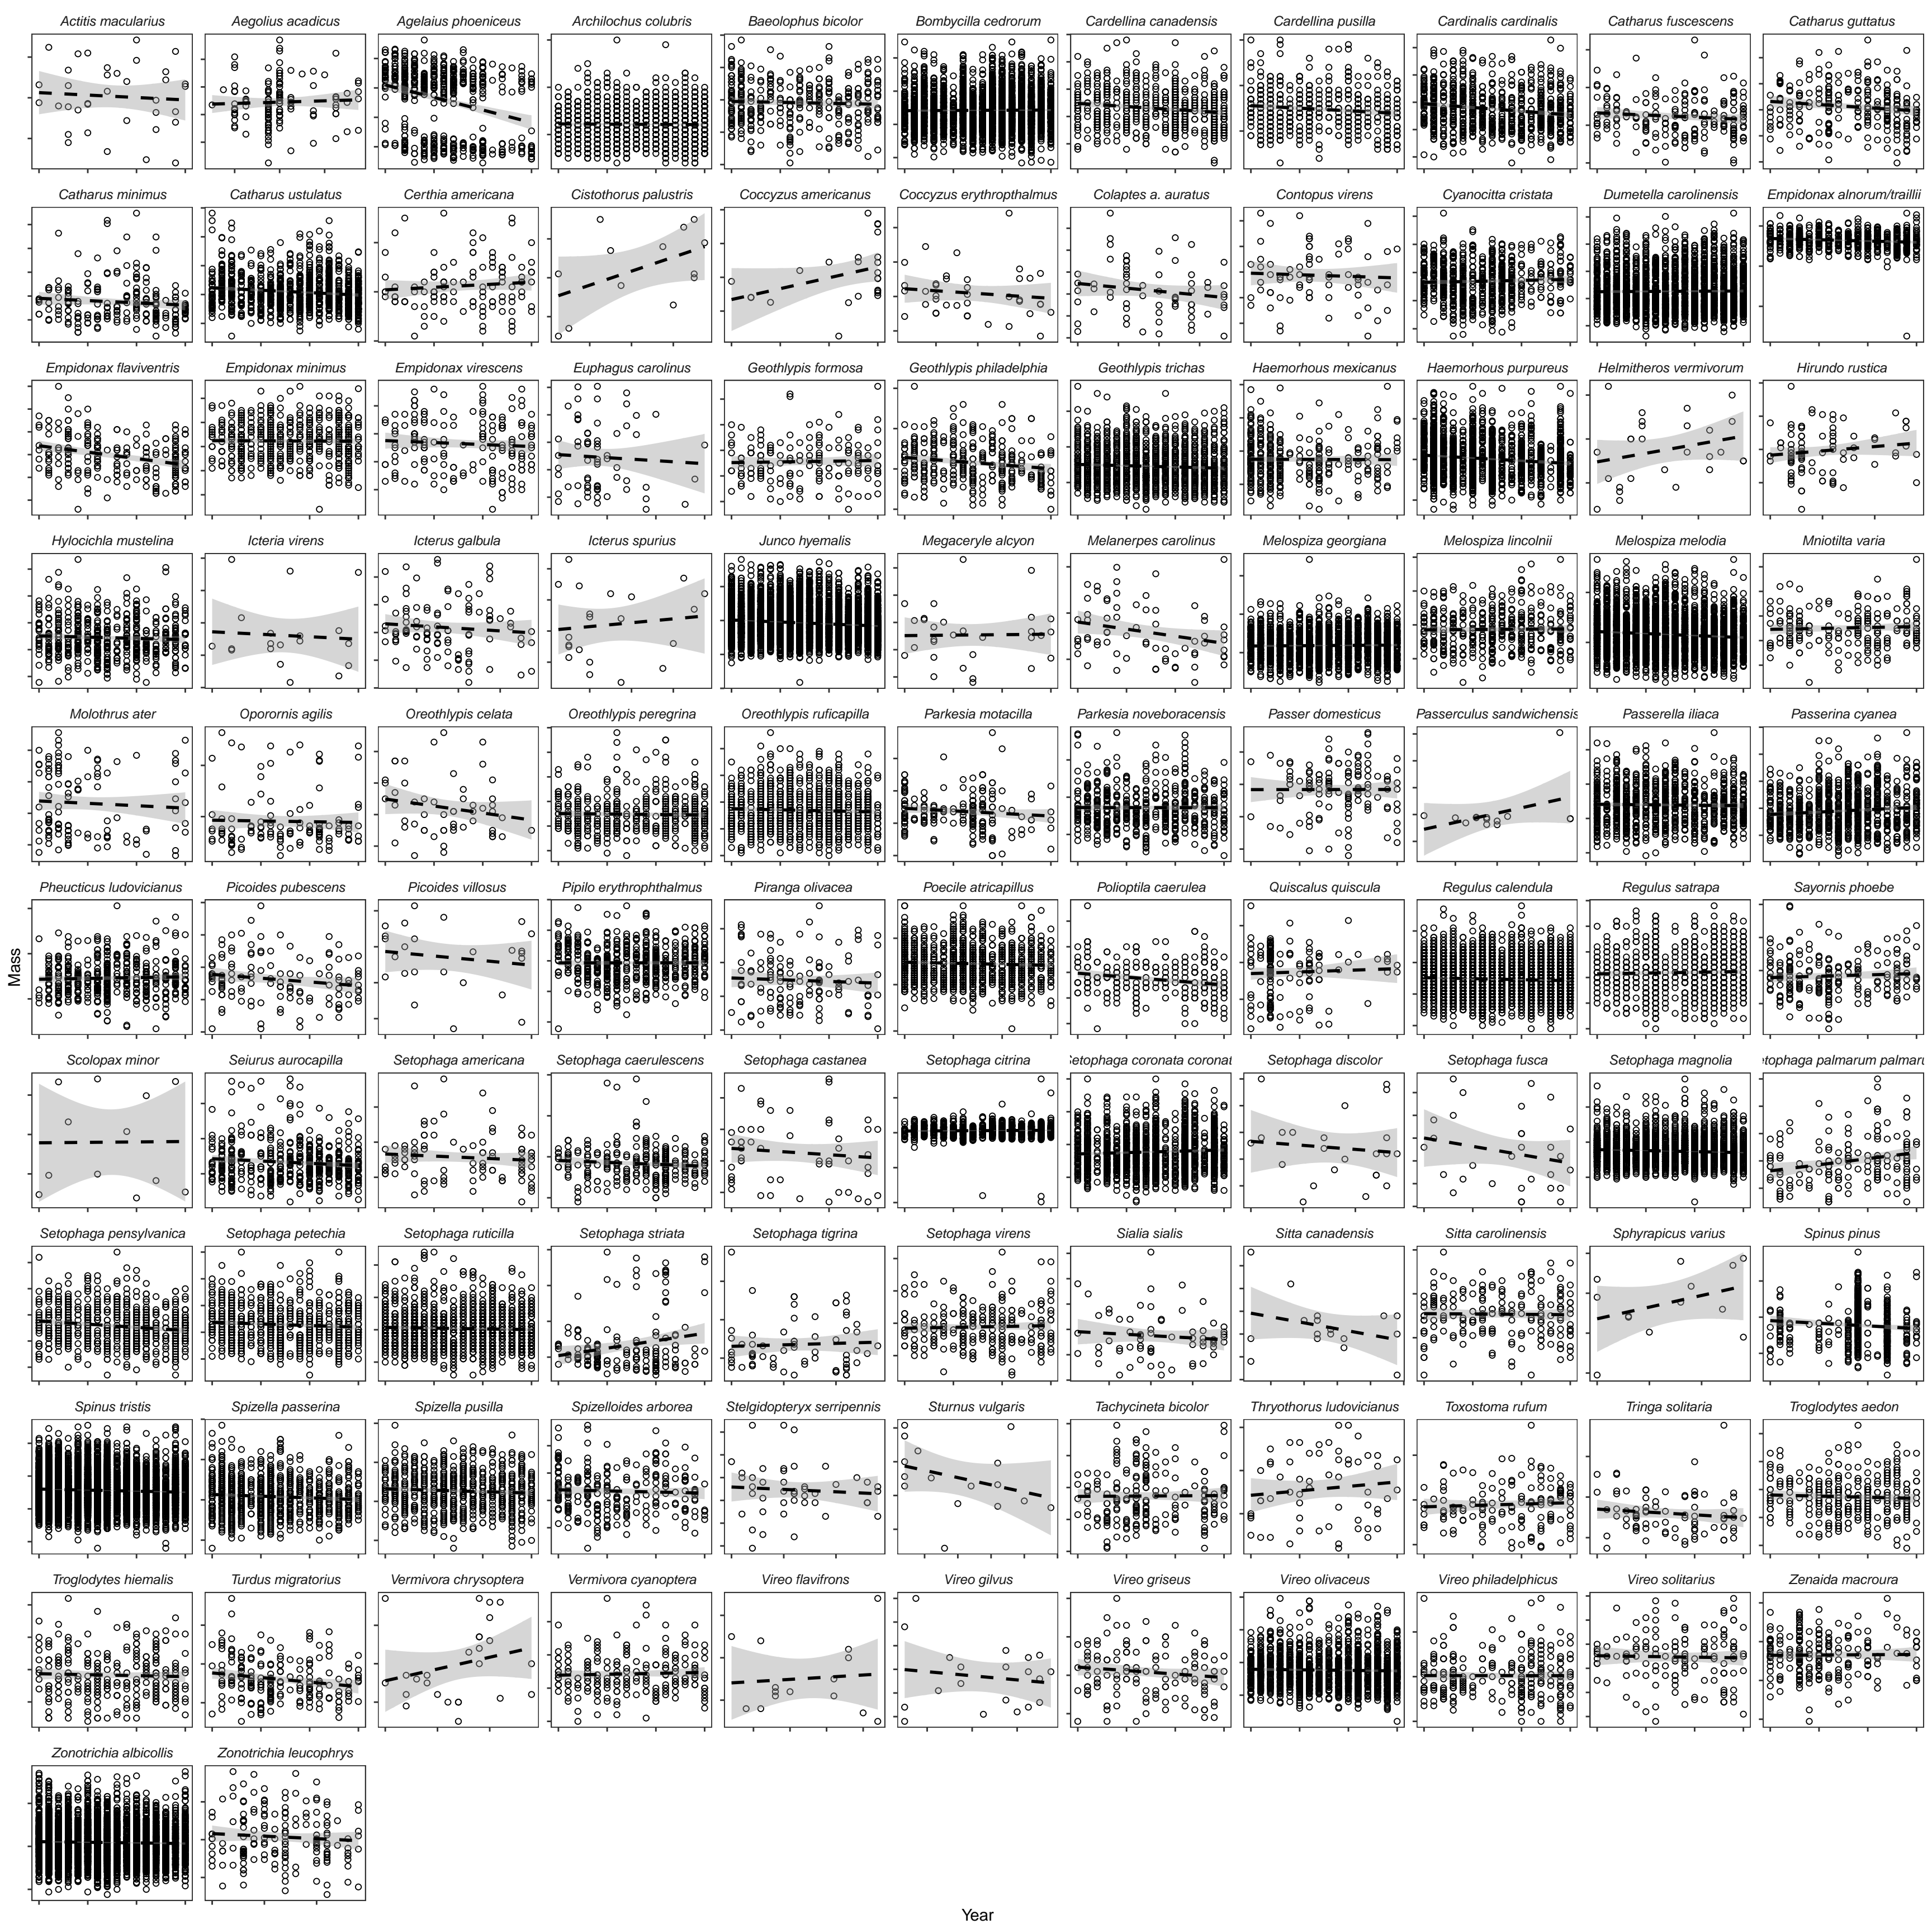 Actitis macularius
Aegolius acadicus
Agelaius phoeniceus
Archilochus colubris
Baeolophus bicolor
Bombycilla cedrorum
Cardellina canadensis
Cardellina pusilla
Cardinalis cardinalis
Catharus fuscescens
Catharus guttatus
Catharus minimus
Catharus ustulatus
Certhia americana
Cistothorus palustris
Coccyzus americanus
Coccyzus erythropthalmus
Colaptes a. auratus
Contopus virens
Cyanocitta cristata
Dumetella carolinensis
Empidonax alnorum/traillii
Empidonax flaviventris
Empidonax minimus
Empidonax virescens
Euphagus carolinus
Geothlypis formosa
Geothlypis philadelphia
Geothlypis trichas
Haemorhous mexicanus
Haemorhous purpureus
Helmitheros vermivorum
Hirundo rustica
Hylocichla mustelina
Icteria virens
Icterus galbula
Icterus spurius
Junco hyemalis
Megaceryle alcyon
Melanerpes carolinus
Melospiza georgiana
Melospiza lincolnii
Melospiza melodia
Mniotilta varia
Molothrus ater
Oporornis agilis
Oreothlypis celata
Oreothlypis peregrina
Oreothlypis ruficapilla
Parkesia motacilla
Parkesia noveboracensis
Passer domesticus
Passerculus sandwichensis
Passerella iliaca
Passerina cyanea
Pheucticus ludovicianus
Picoides pubescens
Picoides villosus
Pipilo erythrophthalmus
Piranga olivacea
Poecile atricapillus
Polioptila caerulea
Quiscalus quiscula
Regulus calendula
Regulus satrapa
Sayornis phoebe
Mass
Scolopax minor
Seiurus aurocapilla
Setophaga americana
Setophaga caerulescens
Setophaga castanea
Setophaga citrina
etophaga coronata coronat
Setophaga discolor
Setophaga fusca
Setophaga magnolia
tophaga palmarum palmaru
Setophaga pensylvanica
Setophaga petechia
Setophaga ruticilla
Setophaga striata
Setophaga tigrina
Setophaga virens
Sialia sialis
Sitta canadensis
Sitta carolinensis
Sphyrapicus varius
Spinus pinus
Spinus tristis
Spizella passerina
Spizella pusilla
Spizelloides arborea
Stelgidopteryx serripennis
Sturnus vulgaris
Tachycineta bicolor
Thryothorus ludovicianus
Toxostoma rufum
Tringa solitaria
Troglodytes aedon
Troglodytes hiemalis
Turdus migratorius
Vermivora chrysoptera
Vermivora cyanoptera
Vireo flavifrons
Vireo gilvus
Vireo griseus
Vireo olivaceus
Vireo philadelphicus
Vireo solitarius
Zenaida macroura
Zonotrichia albicollis
Zonotrichia leucophrys
Year